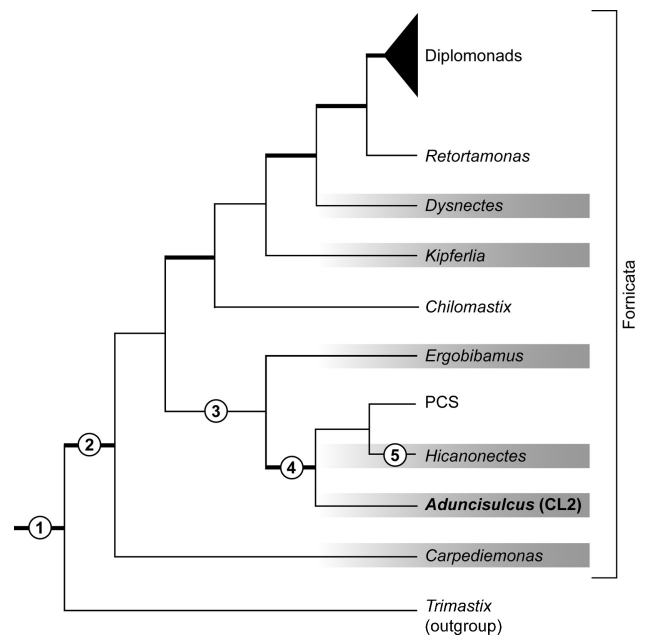 Diplomonads
Retortamonas
Dysnectes
Kipferlia
Chilomastix
Ergobibamus
3
PCS
2
5
Hicanonectes
4
Aduncisulcus (CL2)
1
Carpediemonas
Trimastix
(outgroup)
Fornicata